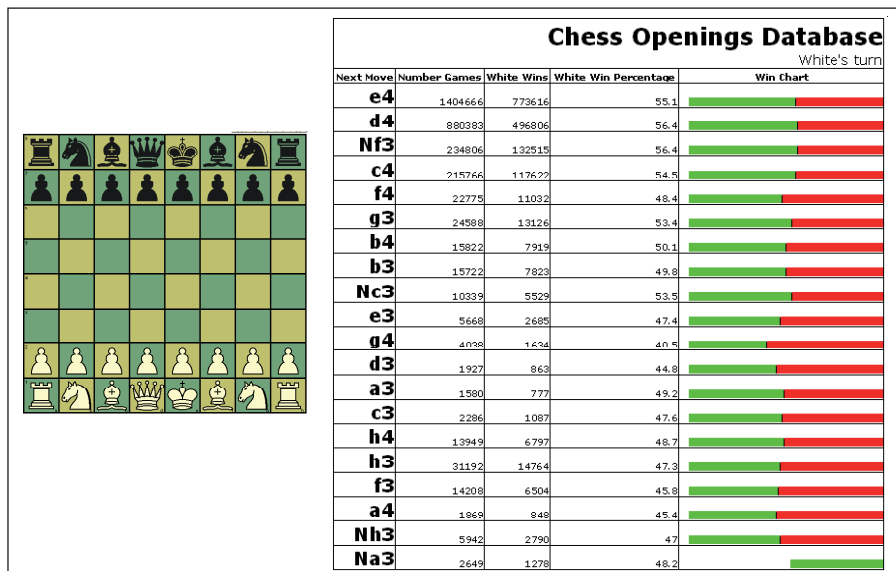 Chess Openings Database
White's turn
Next Move Number Games White Wins White Win Percentage Win Chart
e4 1404666 773616 55.1
d4 880383 496806 56.4
Nf3 234806 132515 56.4
c4 215766 117622 54.5
f4 22775 11032 48.4
g3 24588 13126 53.4
b4 15822 7919 50.1
b3 15722 7823 49.8
Nc3 10339 5529 53.5
e3 5668 2685 47.4
g4 4038 1634 40.5
d3 1927 863 44.8
a3 1580 777 49.2
c3 2286 1087 47.6
h4 13949 6797 48.7
h3 31192 14764 47.3
f3 14208 6504 45.8
a4 1869 848 45.4
Nh3 5942 2790 47
Na3 2649 1278 48.2